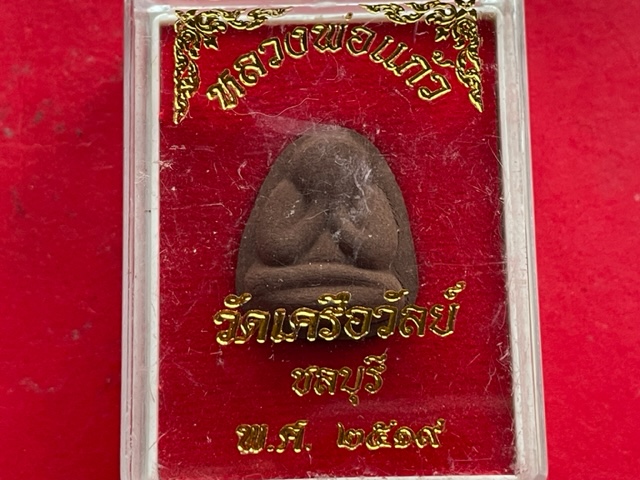 หลวงพ่อแก้ว
วัดเครือวัลย์
ชลบุรี
พ.ศ. ๒๕๑๙